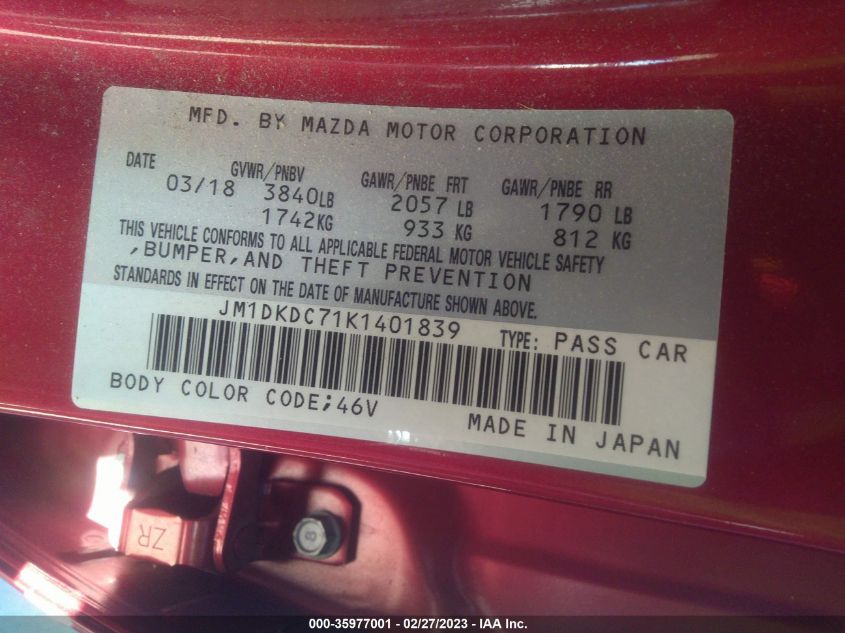 MFD. BY MAZDA MOTOR CORPORATION
DATE GVWR/PNBV GAWR/PNBE FRT GAWR/PNBE RR
03/18 3840LB 2057 LB 1790 LB
1742KG 933 KG 812 KG
THIS VEHICLE CONFORMS TO ALL APPLICABLE FEDERAL MOTOR VEHICLE SAFETY
,BUMPER,AND THEFT PREVENTION
STANDARDS IN EFFECT ON THE DATE OF MANUFACTURE SHOWN ABOVE.
JM1DKDC71K1401839 TYPE: PASS CAR
BODY COLOR CODE;46V
MADE IN JAPAN
ZR
8
000-35977001 - 02/27/2023 - IAA Inc.